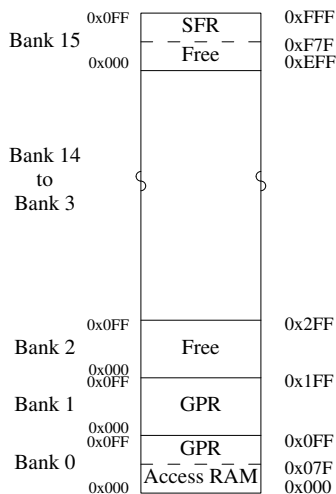 0x0FF SFR 0xFFF
Bank 15 0xF7F
Free
0x000 0xEFF
Bank 14
to
Bank 3
0x0FF 0x2FF
Bank 2 Free
0x000
0x0FF 0x1FF
Bank 1 GPR
0x000
0x0FF GPR 0x0FF
Bank 0 0x07F
Access RAM
0x000 0x000